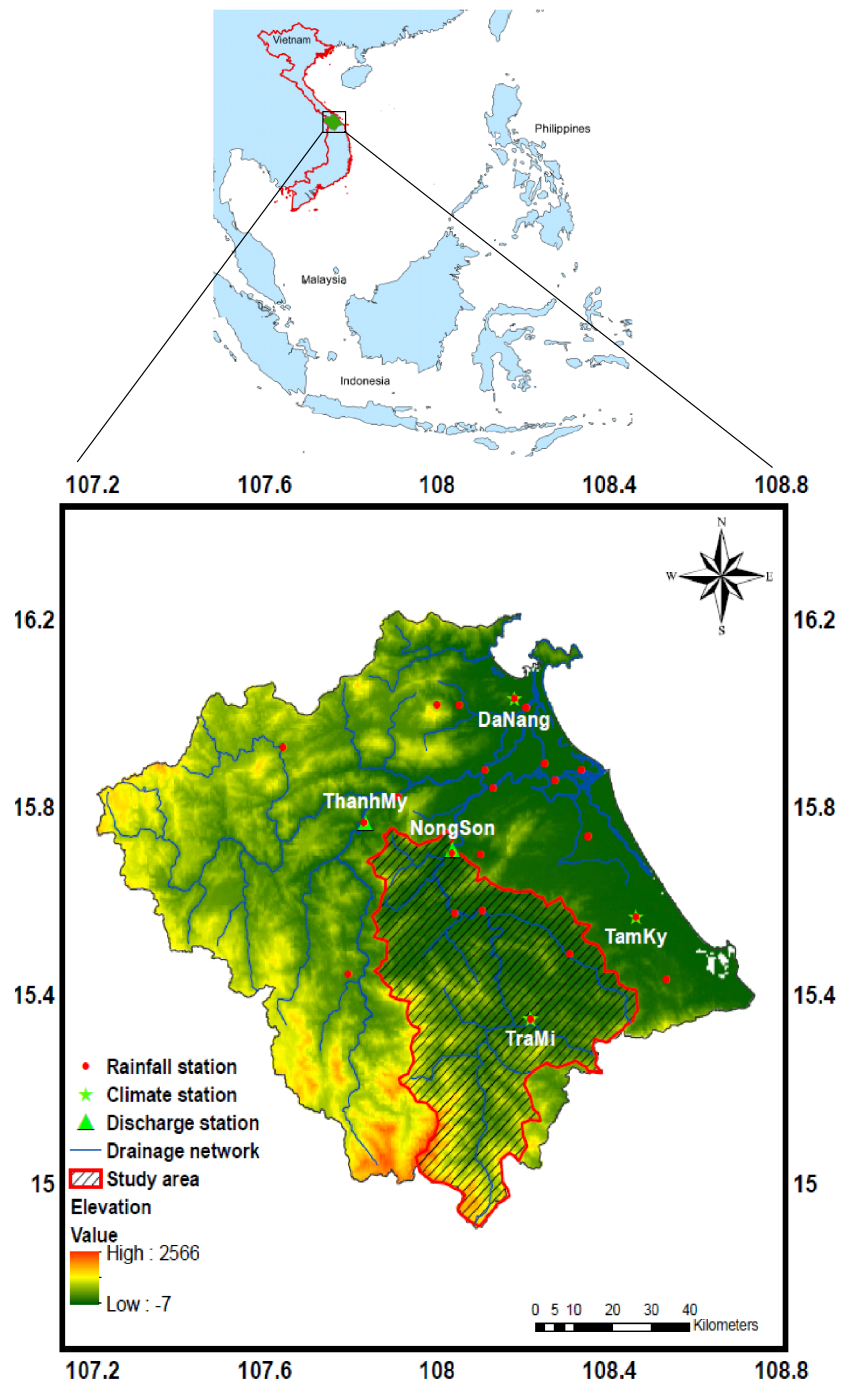 Vietnam
Philippines
Malaysia
Indonesia
107.2 107.6 108 108.4 108.8
N
W E
S
16.2 16.2
DaNang
15.8 ThanhMy 15.8
NongSon
TamKy
15.4 15.4
TraMi
Rainfall station
Climate station
Discharge station
Drainage network
15 Study area 15
Elevation
Value
High : 2566
Low : -7
0 5 10 20 30 40
Kilometers
107.2 107.6 108 108.4 108.8